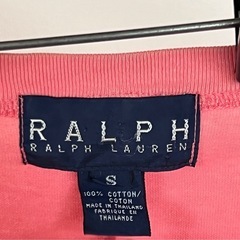 RALPH
RALPH LAUREN
S
100% COTTON/
COTON
MADE IN THAILAND
FABRIQUE EN
THAILANDE